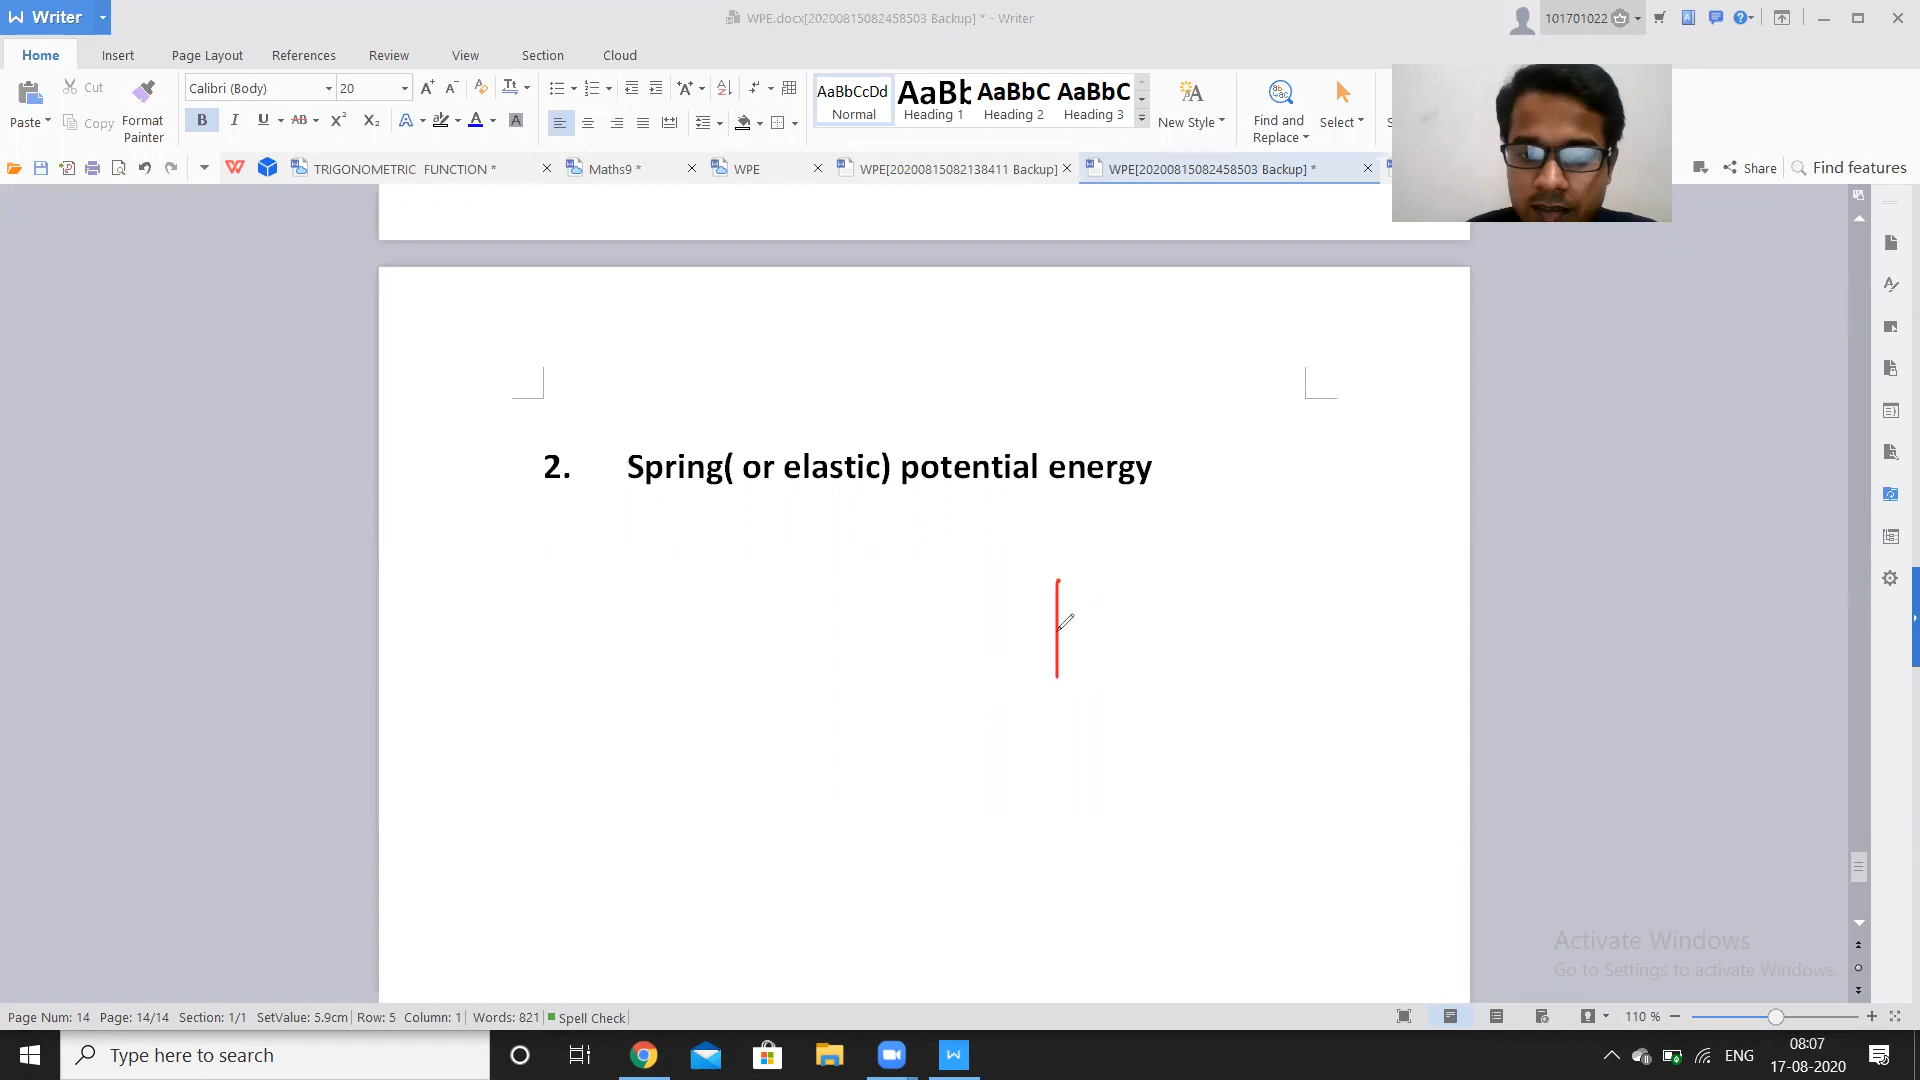 Writer
WPE.docx[20200815082458503 Backup] * - Writer
101701022
Home Insert Page Layout References Review View Section Cloud
Paste Cut Copy Format Painter
Calibri (Body) 20
AaBbCcDd Normal
Heading 1
AaBbC Heading 2
AaBbC Heading 3
New Style
Find and Replace
Select
TRIGONOMETRIC FUNCTION *
Maths9 *
WPE
WPE[20200815082138411 Backup]
WPE[20200815082458503 Backup] *
Share
Find features
2. Spring( or elastic) potential energy
Activate Windows
Go to Settings to activate Windows.
Page Num: 14 Page: 14/14 Section: 1/1 SetValue: 5.9cm Row: 5 Column: 1 Words: 821 Spell Check
110 %
Type here to search
ENG
08:07
17-08-2020